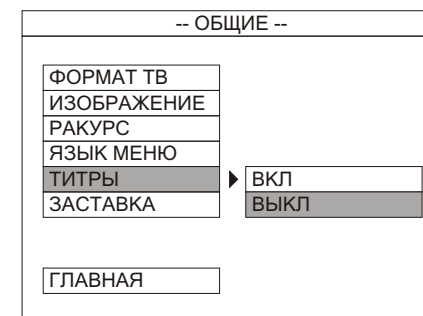 -- ОБЩИЕ --
ФОРМАТ ТВ
ИЗОБРАЖЕНИЕ
РАКУРС
ЯЗЫК МЕНЮ
ТИТРЫ
ВКЛ
ЗАСТАВКА
ВЫКЛ
ГЛАВНАЯ